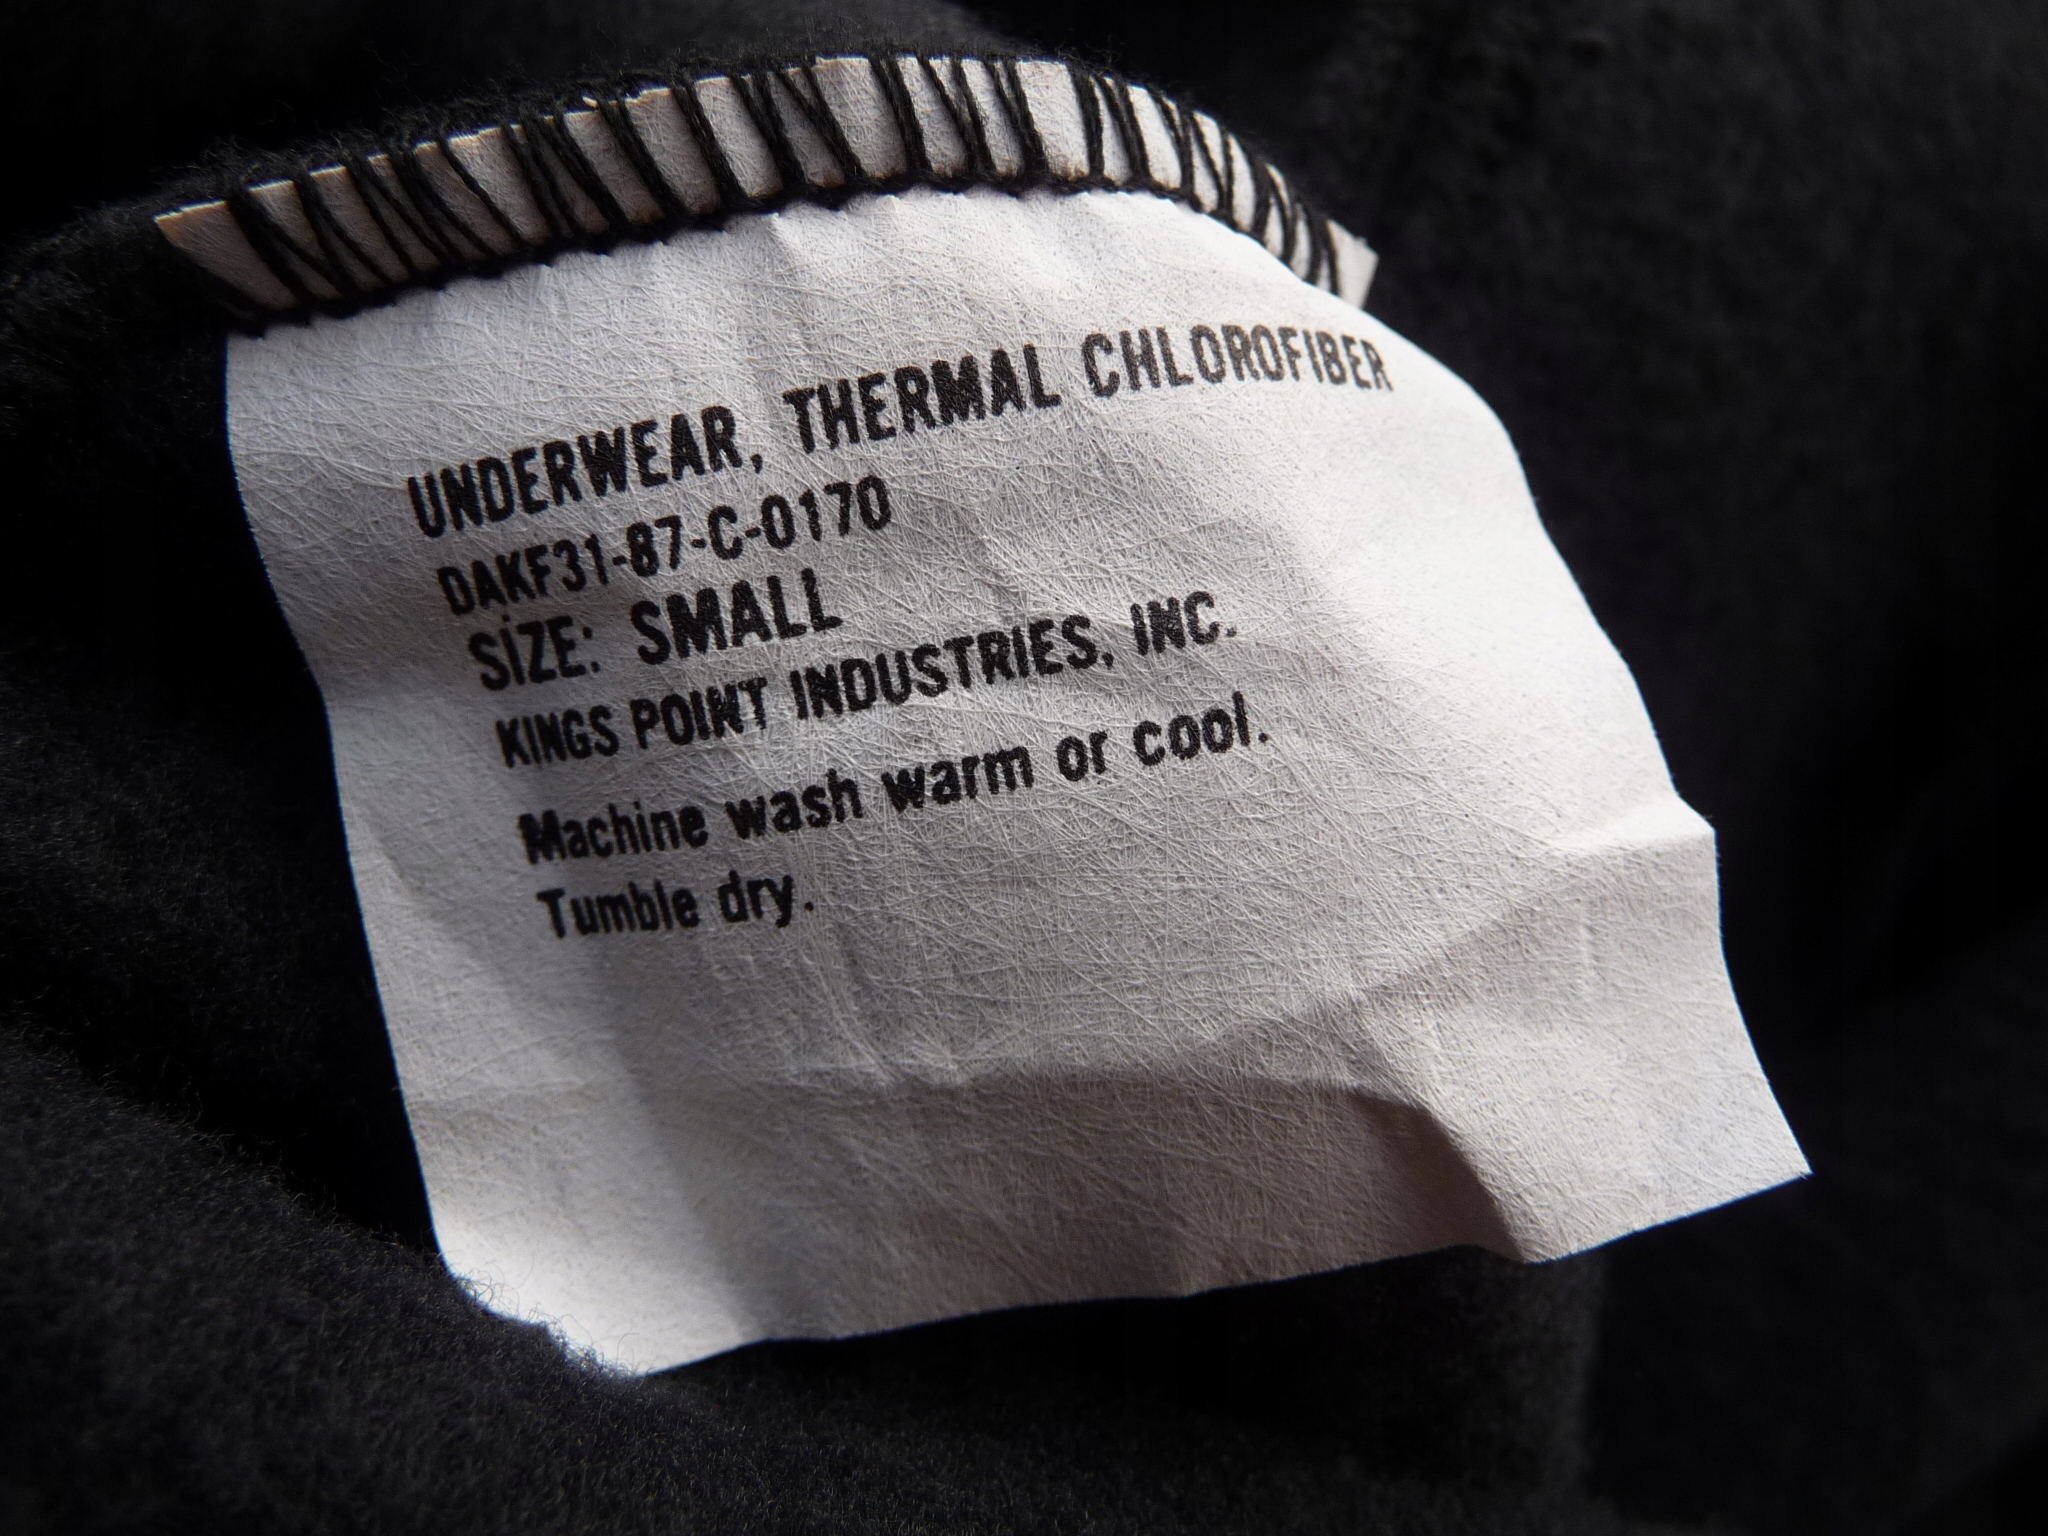 UNDERWEAR, THERMAL CHLOROFIBER
DAKF31-87-C-0170
SIZE: SMALL
KINGS POINT INDUSTRIES, INC.
Machine wash warm or cool.
Tumble dry.